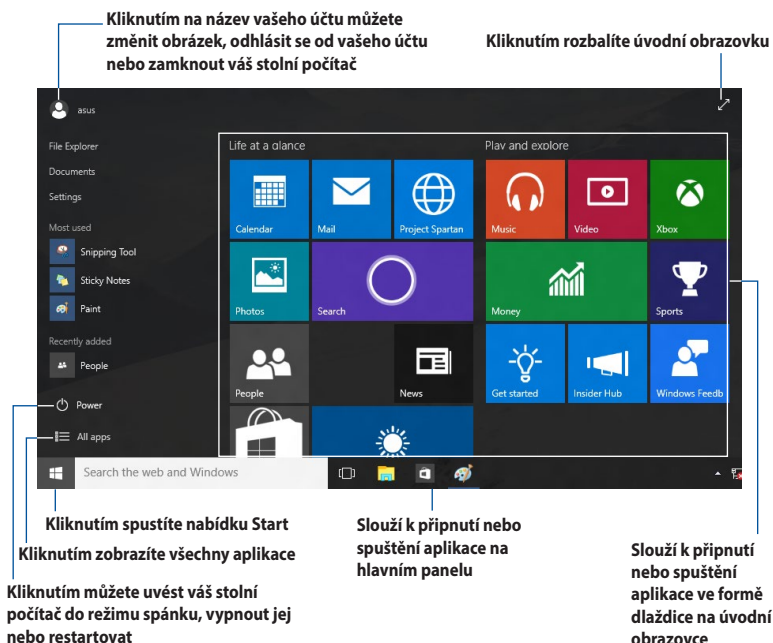 Kliknutím na název vašeho účtu můžete
změnit obrázek, odhlásit se od vašeho účtu
nebo zamknout váš stolní počítač
Kliknutím rozbalíte úvodní obrazovku
asus
File Explorer
Documents
Settings
Most used
Snipping Tool
Sticky Notes
Paint
Recently added
People
Power
All apps
Life at a glance
Play and explore
Calendar
Mail
Project Spartan
Music
Video
Xbox
Photos
Search
Money
Sports
People
News
Get started
Insider Hub
Windows Feedb
Search the web and Windows
Kliknutím spustíte nabídku Start
Kliknutím zobrazíte všechny aplikace
Kliknutím můžete uvést váš stolní
počítač do režimu spánku, vypnout jej
nebo restartovat
Slouží k připnutí nebo
spuštění aplikace na
hlavním panelu
Slouží k připnutí
nebo spuštění
aplikace ve formě
dlaždice na úvodní
obrazovce